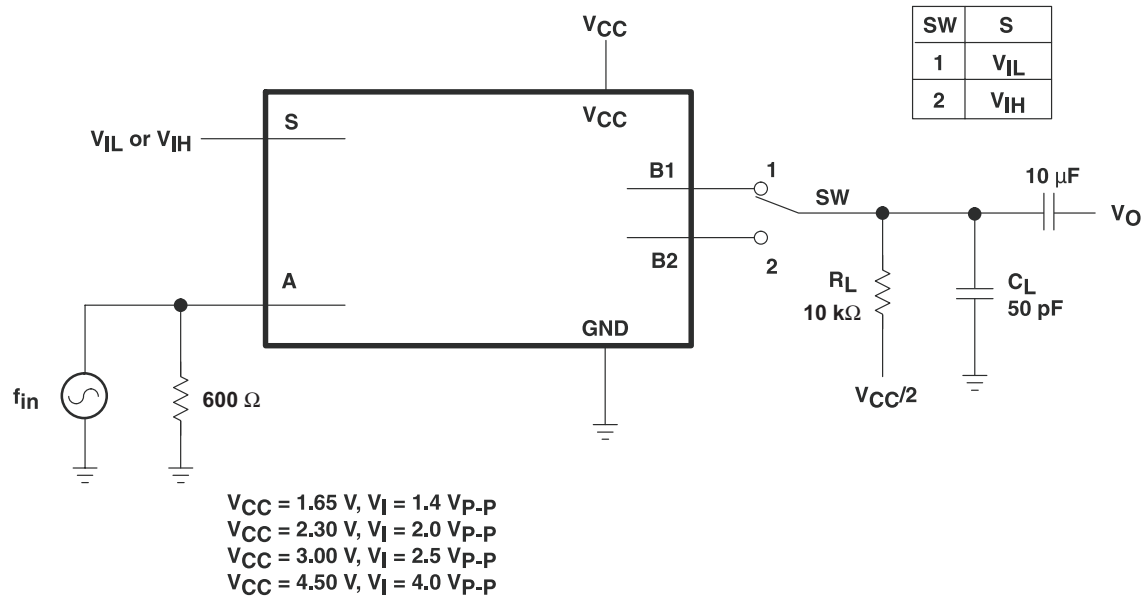 VCC
SW S
1 VIL
2 VIH
VCC
S
VIL or VIH
B1
1
SW
10 μF
VO
B2
2
A
RL
10 kΩ
CL
50 pF
GND
fin
600 Ω
VCC/2
VCC = 1.65 V, VI = 1.4 VP-P
VCC = 2.30 V, VI = 2.0 VP-P
VCC = 3.00 V, VI = 2.5 VP-P
VCC = 4.50 V, VI = 4.0 VP-P